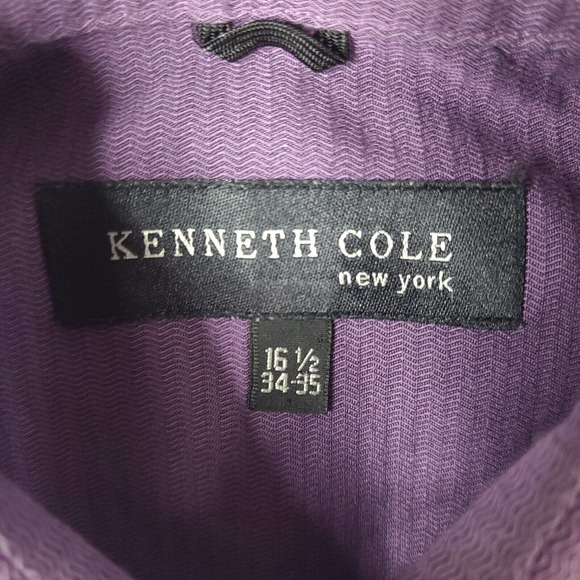 KENNETH COLE
new york
16 ½
34-35